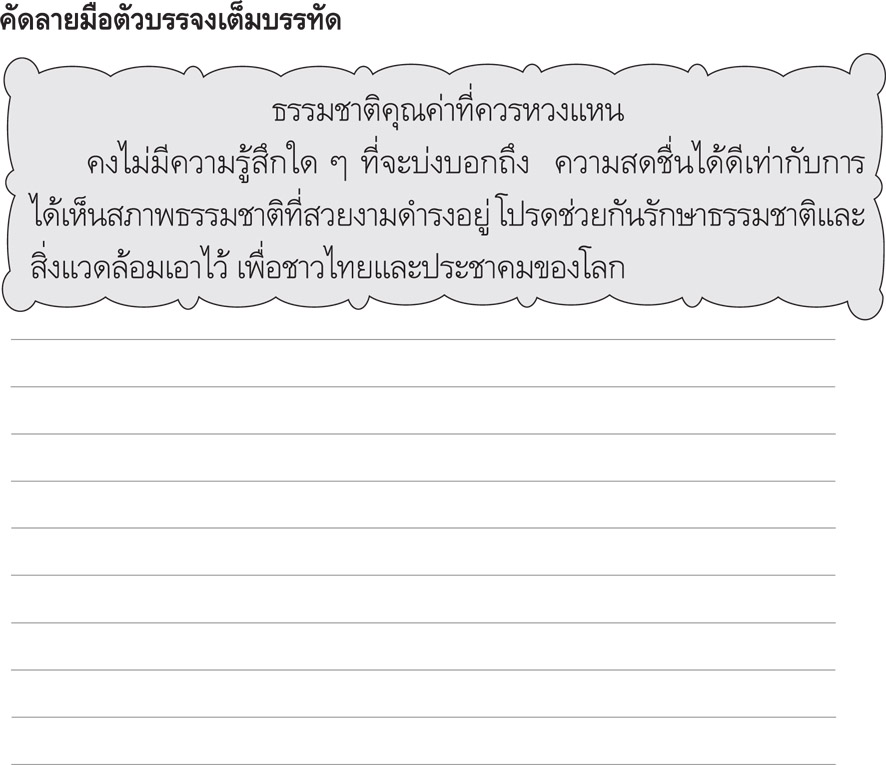 คัดลายมือตัวบรรจงเต็มบรรทัด
ธรรมชาติคุณค่าที่ควรหวงแหน
คงไม่มีความรู้สึกใด ๆ ที่จะบ่งบอกถึง ความสดชื่นได้ดีเท่ากับการ
ได้เห็นสภาพธรรมชาติที่สวยงามดำรงอยู่ โปรดช่วยกันรักษาธรรมชาติและ
สิ่งแวดล้อมเอาไว้ เพื่อชาวไทยและประชาคมของโลก